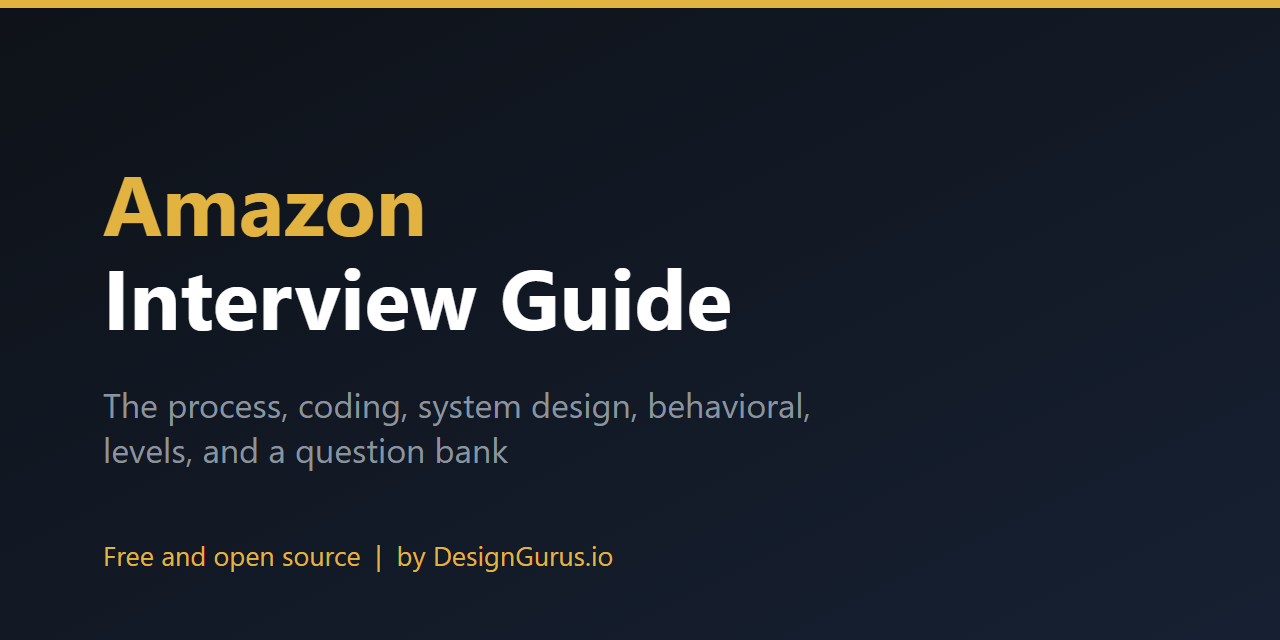 Amazon
Interview Guide
The process, coding, system design, behavioral,
levels, and a question bank
Free and open source | by DesignGurus.io